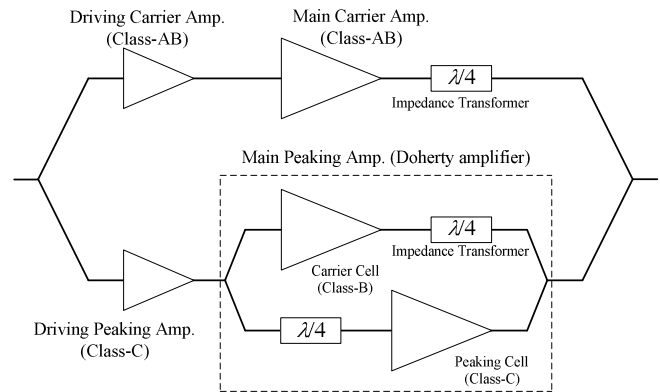 Driving Carrier Amp.
(Class-AB)
Main Carrier Amp.
(Class-AB)
λ/4
Impedance Transformer
Main Peaking Amp. (Doherty amplifier)
λ/4
Impedance Transformer
Carrier Cell
(Class-B)
Driving Peaking Amp.
(Class-C)
λ/4
Peaking Cell
(Class-C)